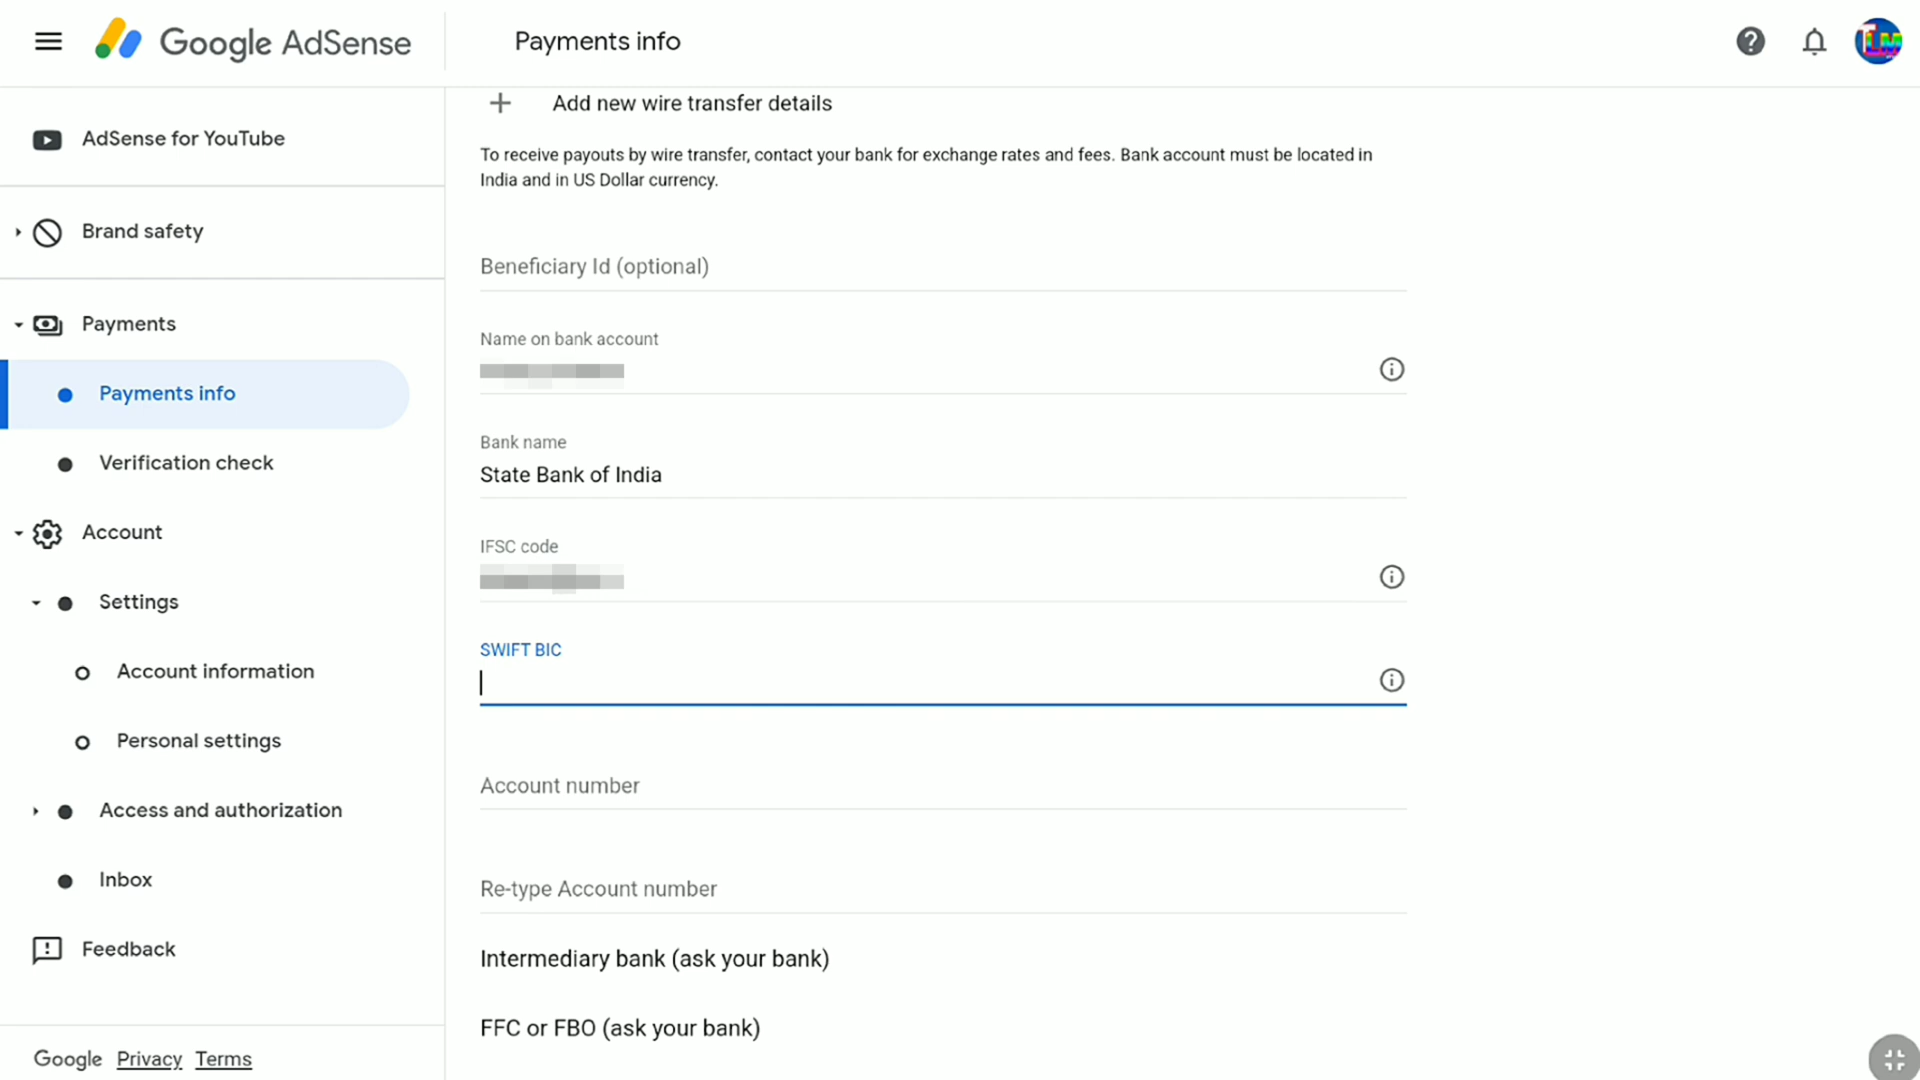 Google AdSense
Payments info
AdSense for YouTube
Brand safety
Payments
Payments info
Verification check
Account
Settings
Account information
Personal settings
Access and authorization
Inbox
Feedback
Google Privacy Terms
Add new wire transfer details
To receive payouts by wire transfer, contact your bank for exchange rates and fees. Bank account must be located in
India and in US Dollar currency.
Beneficiary Id (optional)
Name on bank account
Bank name
State Bank of India
IFSC code
SWIFT BIC
Account number
Re-type Account number
Intermediary bank (ask your bank)
FFC or FBO (ask your bank)